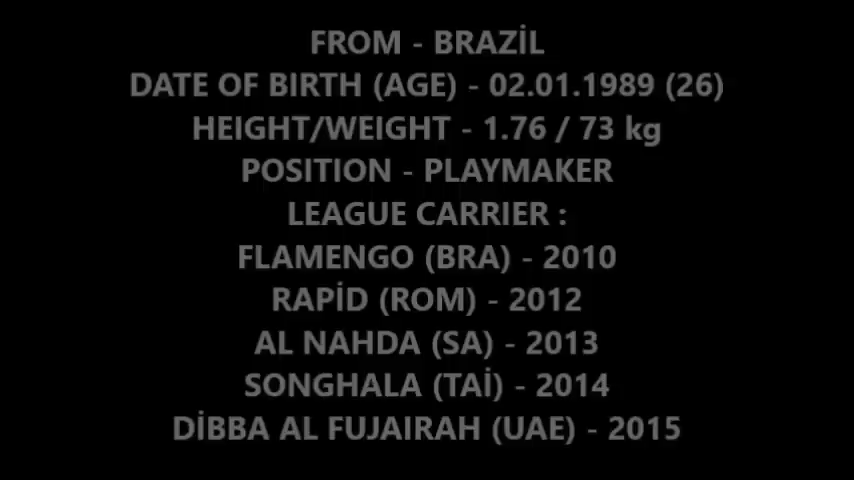 FROM - BRAZİL
DATE OF BIRTH (AGE) - 02.01.1989 (26)
HEIGHT/WEIGHT - 1.76 / 73 kg
POSITION - PLAYMAKER
LEAGUE CARRIER :
FLAMENGO (BRA) - 2010
RAPİD (ROM) - 2012
AL NAHDA (SA) - 2013
SONGHALA (TAİ) - 2014
DİBBA AL FUJAIRAH (UAE) - 2015